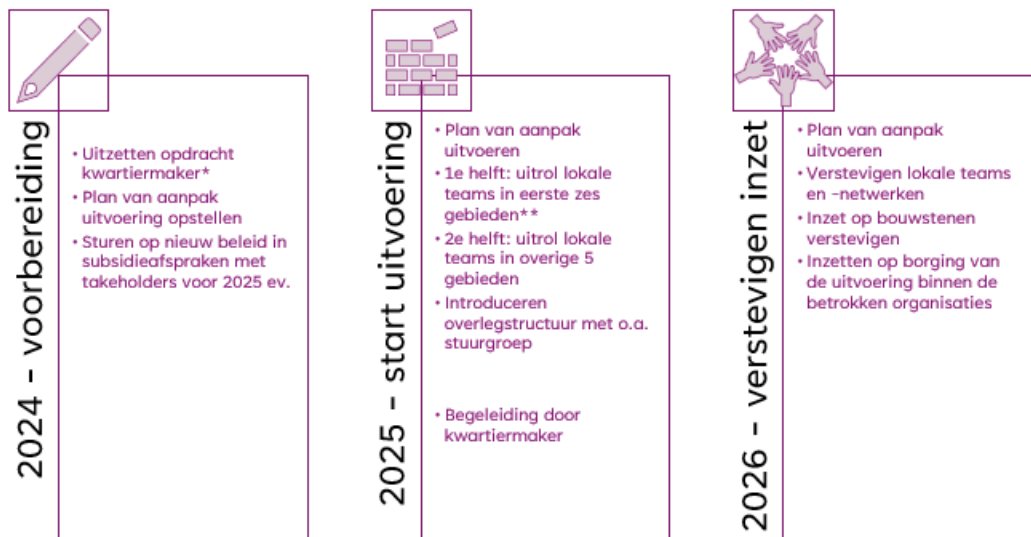 2024 - voorbereiding
• Uitzetten opdracht
kwartiermaker*
• Plan van aanpak
uitvoering opstellen
• Sturen op nieuw beleid in
subsidieafspraken met
takeholders voor 2025 ev.
2025 - start uitvoering
• Plan van aanpak
uitvoeren
• 1e helft: uitrol lokale
teams in eerste zes
gebieden**
• 2e helft: uitrol lokale
teams in overige 5
gebieden
• Introduceren
overlegstructuur met o.a.
stuurgroep
• Begeleiding door
kwartiermaker
2026 - verstevigen inzet
• Plan van aanpak
uitvoeren
• Verstevigen lokale teams
en -netwerken
• Inzet op bouwstenen
verstevigen
• Inzetten op borging van
de uitvoering binnen de
betrokken organisaties